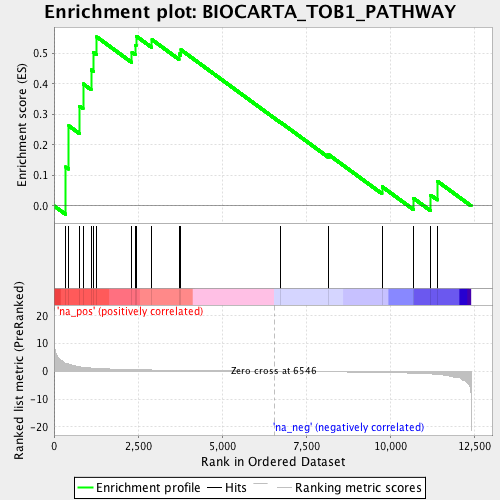 Enrichment plot: BIOCARTA_TOB1_PATHWAY
Enrichment score (ES)
0.5
0.4
0.3
0.2
0.1
0.0
'na_pos' (positively correlated)
Ranked list metric (PreRanked)
20
10
0
-10
-20
Zero cross at 6546
'na_neg' (negatively correlated)
0
2,500
5,000
7,500
10,000
12,500
Rank in Ordered Dataset
Enrichment profile
Hits
Ranking metric scores